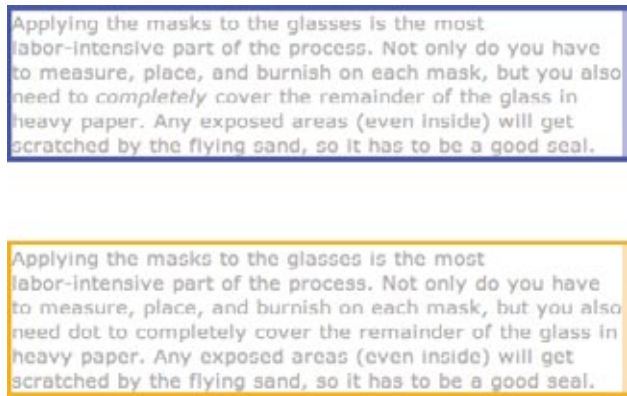 Applying the masks to the glasses is the most
labor-intensive part of the process. Not only do you have
to measure, place, and burnish on each mask, but you also
need to completely cover the remainder of the glass in
heavy paper. Any exposed areas (even inside) will get
scratched by the flying sand, so it has to be a good seal.
Applying the masks to the glasses is the most
labor-intensive part of the process. Not only do you have
to measure, place, and burnish on each mask, but you also
need dot to completely cover the remainder of the glass in
heavy paper. Any exposed areas (even inside) will get
scratched by the flying sand, so it has to be a good seal.